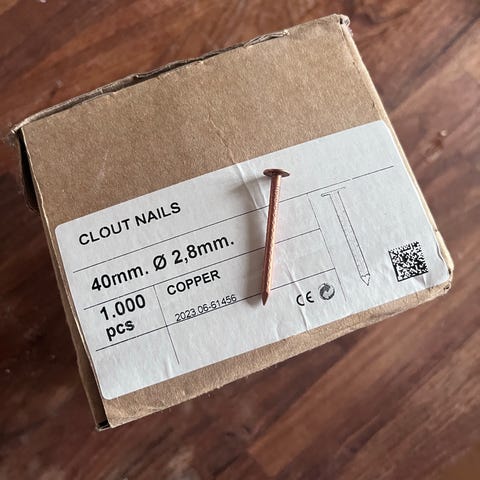 CLOUT NAILS
40mm. Ø 2,8mm.
1.000
pcs
COPPER
2023.06-61456
CE